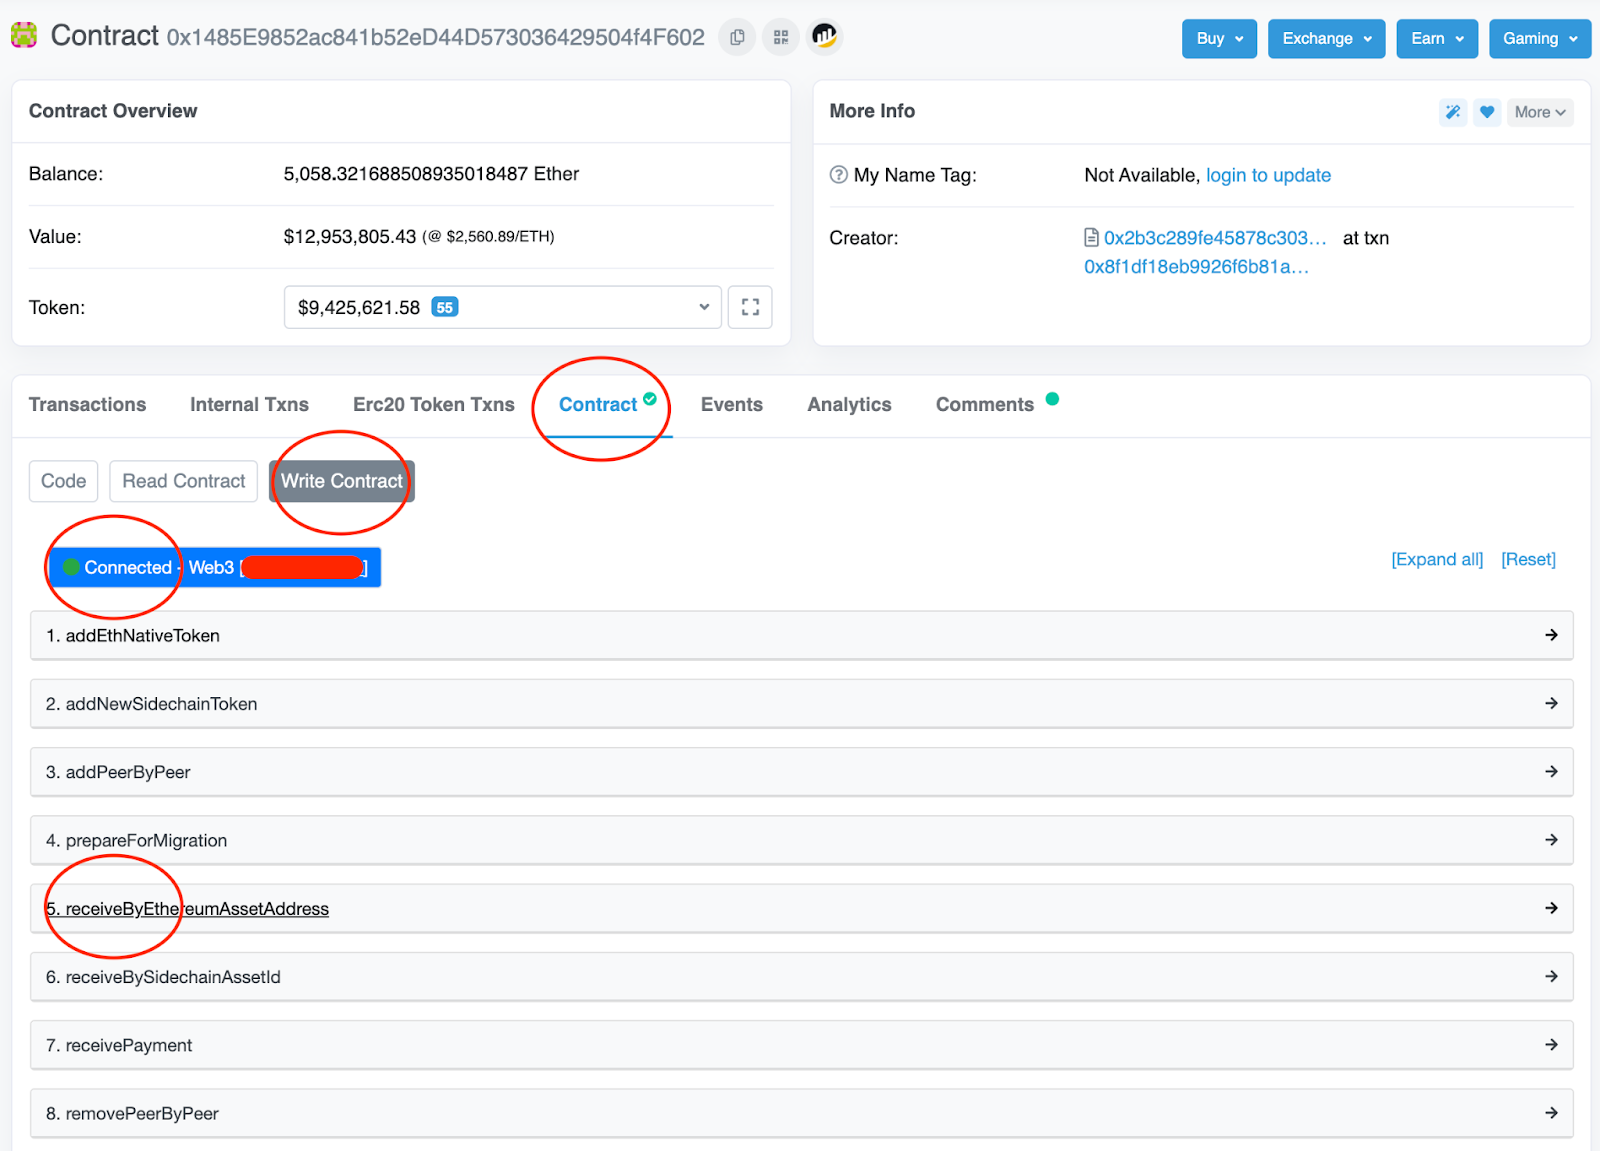 Contract 0x1485E9852ac841b52eD44D573036429504f4F602
Buy Exchange Earn Gaming
Contract Overview
Balance: 5,058.321688508935018487 Ether
Value: $12,953,805.43 (@ $2,560.89/ETH)
Token: $9,425,621.58 55
More Info
More
? My Name Tag: Not Available, login to update
Creator: 0x2b3c289fe45878c303... at txn
0x8f1df18eb9926f6b81a...
Transactions Internal Txns Erc20 Token Txns Contract Events Analytics Comments
Code Read Contract Write Contract
Connected - Web3 [ ]
[Expand all] [Reset]
1. addEthNativeToken
2. addNewSidechainToken
3. addPeerByPeer
4. prepareForMigration
5. receiveByEthereumAssetAddress
6. receiveBySidechainAssetId
7. receivePayment
8. removePeerByPeer